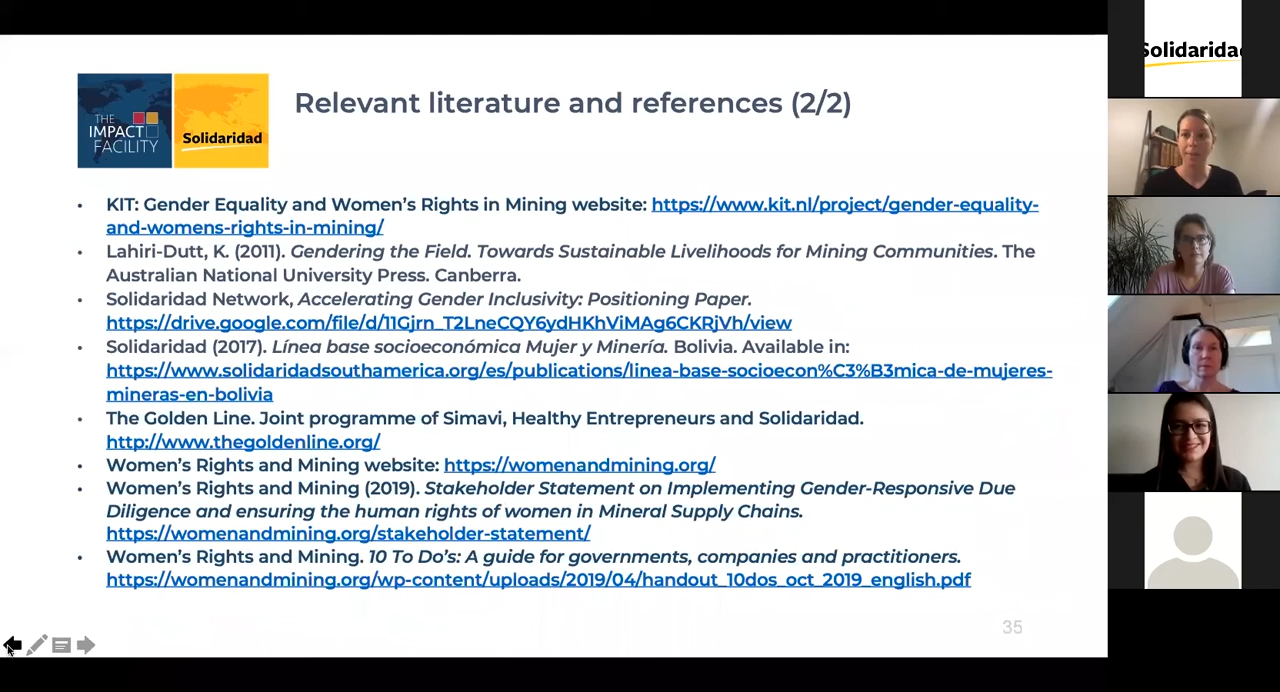 THE
IMPACT
FACILITY
Solidaridad
Relevant literature and references (2/2)
• KIT: Gender Equality and Women’s Rights in Mining website: https://www.kit.nl/project/gender-equality-
and-womens-rights-in-mining/
• Lahiri-Dutt, K. (2011). Gendering the Field. Towards Sustainable Livelihoods for Mining Communities. The
Australian National University Press. Canberra.
• Solidaridad Network, Accelerating Gender Inclusivity: Positioning Paper.
https://drive.google.com/file/d/11Gjrn_T2LneCQY6ydHKhViMAg6CKRjVh/view
• Solidaridad (2017). Línea base socioeconómica Mujer y Minería. Bolivia. Available in:
https://www.solidaridadsouthamerica.org/es/publications/linea-base-socioecon%C3%B3mica-de-mujeres-
mineras-en-bolivia
• The Golden Line. Joint programme of Simavi, Healthy Entrepreneurs and Solidaridad.
http://www.thegoldenline.org/
• Women’s Rights and Mining website: https://womenandmining.org/
• Women’s Rights and Mining (2019). Stakeholder Statement on Implementing Gender-Responsive Due
Diligence and ensuring the human rights of women in Mineral Supply Chains.
https://womenandmining.org/stakeholder-statement/
• Women’s Rights and Mining. 10 To Do’s: A guide for governments, companies and practitioners.
https://womenandmining.org/wp-content/uploads/2019/04/handout_10dos_oct_2019_english.pdf
35
Solidaridad